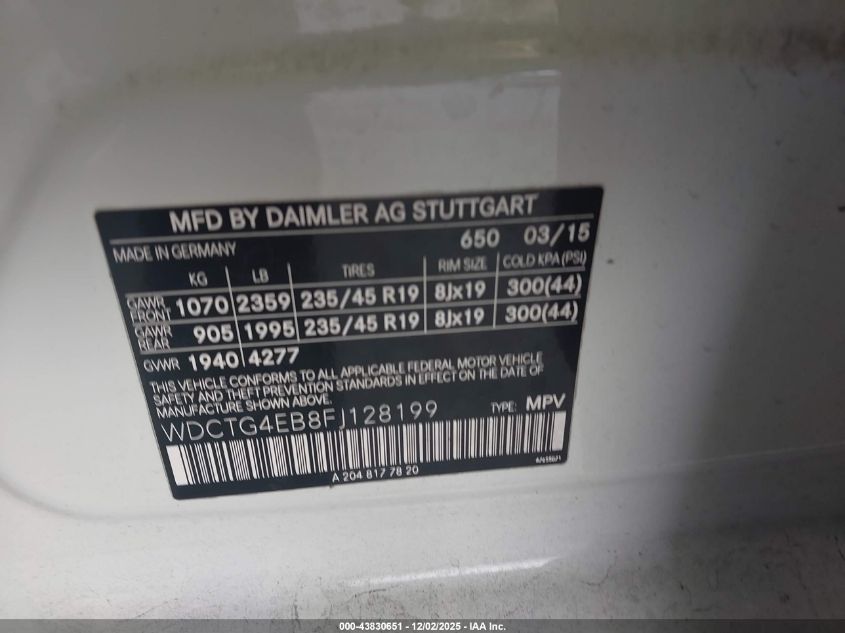 MFD BY DAIMLER AG STUTTGART
MADE IN GERMANY 650 03/15
KG LB TIRES RIM SIZE COLD KPA (PSI)
GAWR FRONT 1070 2359 235/45 R19 8Jx19 300(44)
GAWR REAR 905 1995 235/45 R19 8Jx19 300(44)
GVWR 1940 4277
THIS VEHICLE CONFORMS TO ALL APPLICABLE FEDERAL MOTOR VEHICLE
SAFETY AND THEFT PREVENTION STANDARDS IN EFFECT ON THE DATE OF
MANUFACTURE SHOWN ABOVE.
WDCTG4EB8FJ128199 TYPE: MPV
A 204 817 78 20
000-43830651 - 12/02/2025 - IAA Inc.